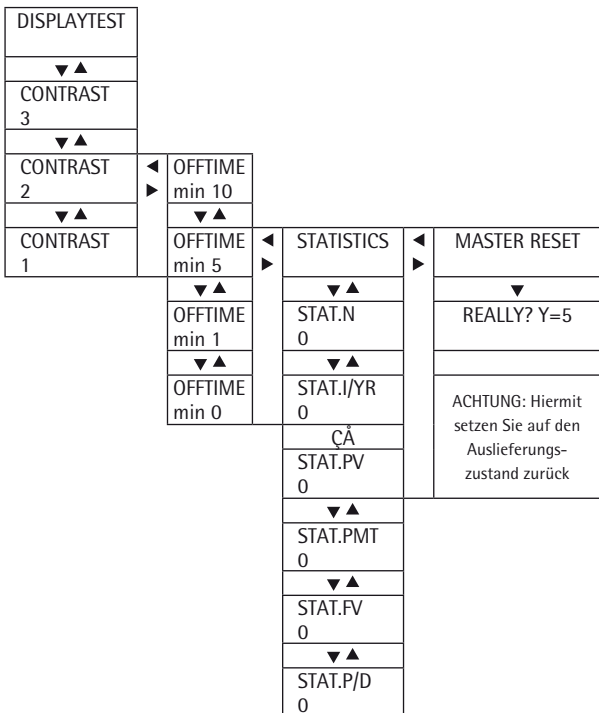 DISPLAYTEST
▼ ▲
CONTRAST
3
▼ ▲
CONTRAST
2
▼ ▲
CONTRAST
1
◀
▶
OFFTIME
min 10
▼ ▲
OFFTIME
min 5
▼ ▲
OFFTIME
min 1
▼ ▲
OFFTIME
min 0
◀
▶
STATISTICS
▼ ▲
STAT.N
0
▼ ▲
STAT.I/YR
0
ÇÅ
STAT.PV
0
▼ ▲
STAT.PMT
0
▼ ▲
STAT.FV
0
▼ ▲
STAT.P/D
0
◀
▶
MASTER RESET
▼
REALLY? Y=5
ACHTUNG: Hiermit
setzen Sie auf den
Auslieferungs-
zustand zurück